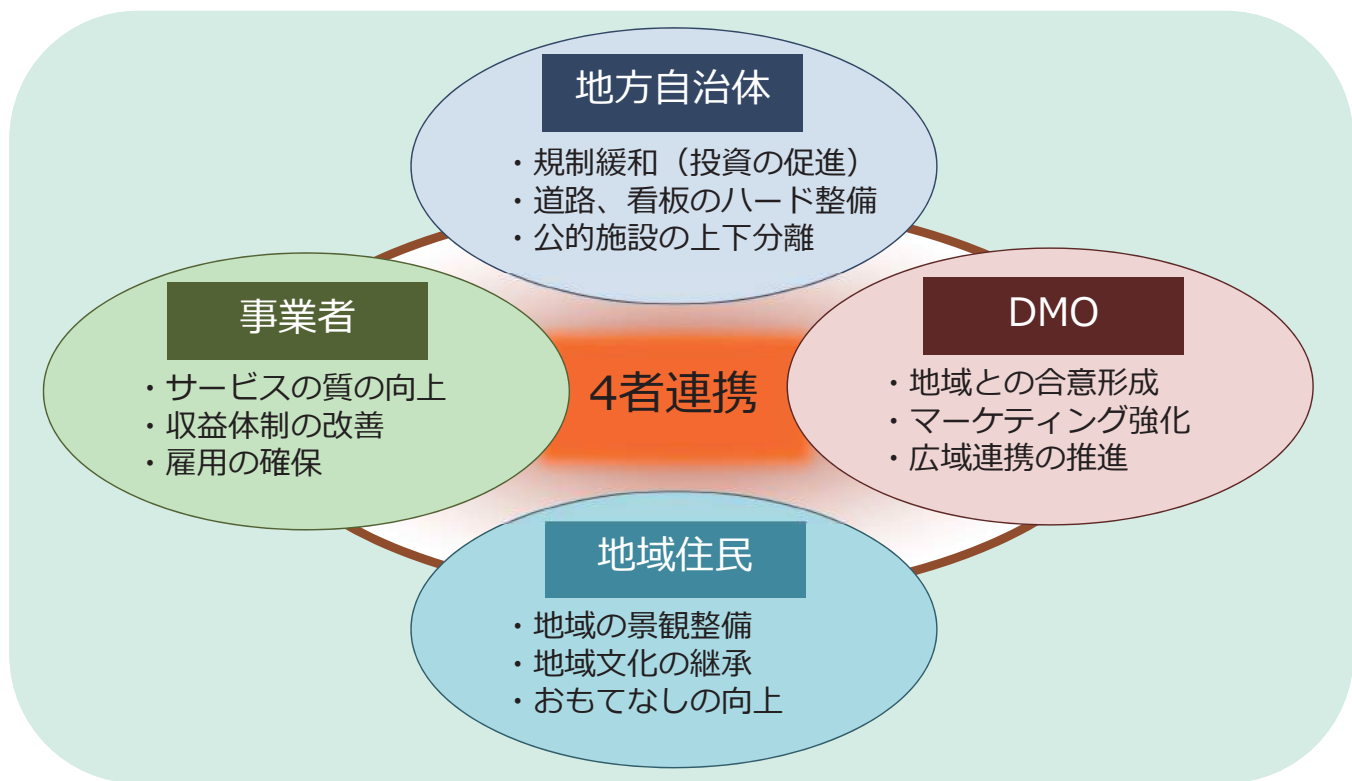 地方自治体
・規制緩和（投資の促進）
・道路、看板のハード整備
・公的施設の上下分離
事業者
・サービスの質の向上
・収益体制の改善
・雇用の確保
4者連携
DMO
・地域との合意形成
・マーケティング強化
・広域連携の推進
地域住民
・地域の景観整備
・地域文化の継承
・おもてなしの向上